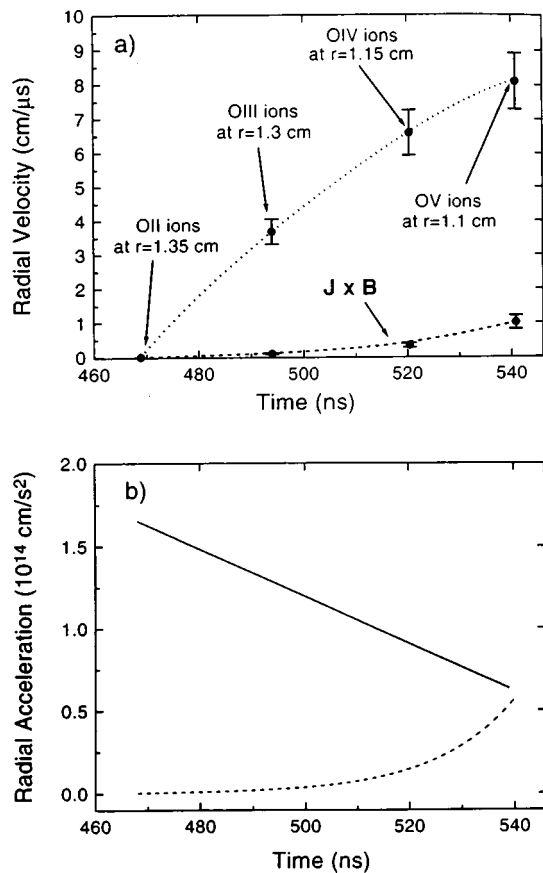 a)
10
9
8
7
6
5
4
3
2
1
0
Radial Velocity (cm/μs)
OII ions
at r=1.35 cm
OIII ions
at r=1.3 cm
OIV ions
at r=1.15 cm
OV ions
at r=1.1 cm
J x B
460 480 500 520 540
Time (ns)
b)
2.0
1.5
1.0
0.5
0.0
Radial Acceleration (10¹⁴ cm/s²)
460 480 500 520 540
Time (ns)